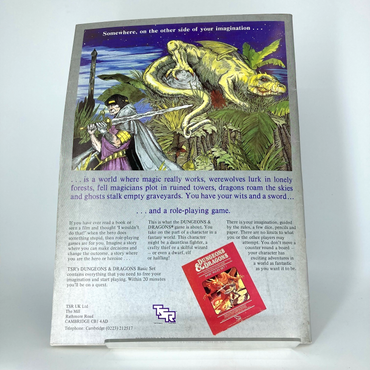 Somewhere, on the other side of your imagination . . .
. . . is a world where magic really works, werewolves lurk in lonely
forests, fell magicians plot in ruined towers, dragons roam the skies
and ghosts stalk empty graveyards. You have your wits and a sword . . .
. . . and a role-playing game.
If you have ever read a book or
seen a film and thought "I wouldn't
do that" when the hero does
something stupid, then role-playing
games are for you. Imagine a story
where you can make decisions and
change the outcome, a story where
you are the hero or heroine . . .
TSR's DUNGEONS & DRAGONS Basic Set
contains everything that you need to free your
imagination and start playing. Within 20 minutes
you'll be on a quest!
This is what the DUNGEONS &
DRAGONS® game is about.
You take on the part of a character in a
fantasy world. This character
might be a dauntless fighter, a
crafty thief or a skilful wizard
. . . or even a dwarf, elf
or halfling!
There is your imagination, guided
by the rules, a few dice, pencils and
paper. There are no limits to what
you or the other players may
attempt. You don't move a
counter round a board
your character has
exciting adventures in
a world as fantastic
as you want it to be.
DUNGEONS
& DRAGONS
TSR UK Ltd
The Mill
Rathmore Road
CAMBRIDGE CB1 4AD
Telephone, Cambridge (0223) 212517
TSR